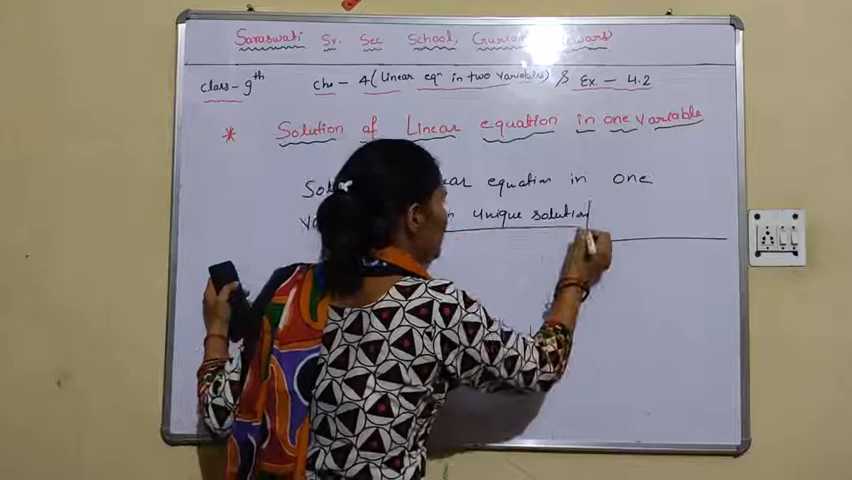 Saraswati Sr. Sec School,
Class - 9th Cha - 4 (Linear eqn in two Variables) & Ex. - 4.2
* Solution of Linear equation in one Variable
equation in one
unique solution